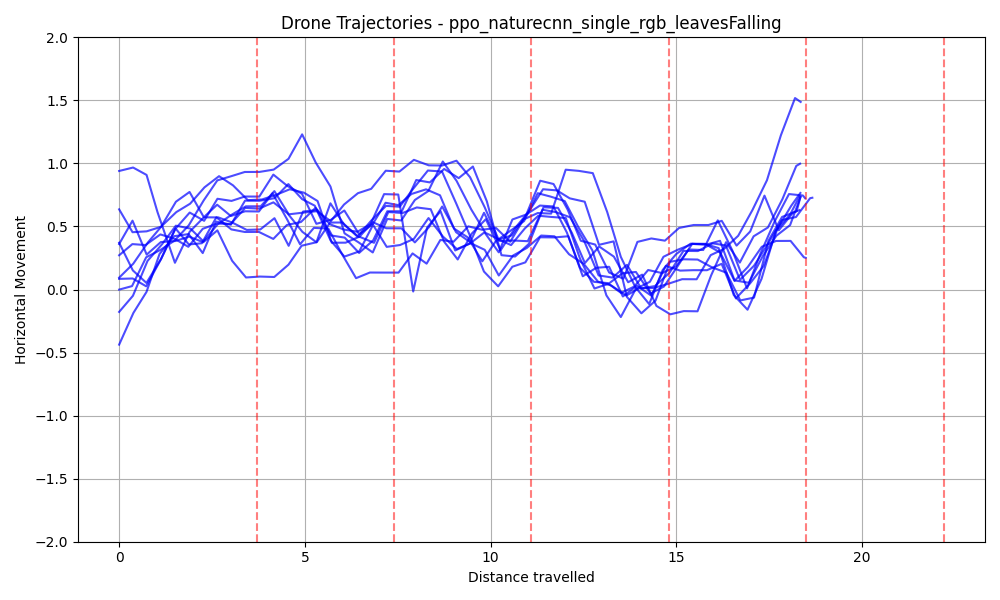 Drone Trajectories - ppo_naturecnn_single_rgb_leavesFalling
2.0
1.5
1.0
0.5
0.0
−0.5
−1.0
−1.5
−2.0
Horizontal Movement
0 5 10 15 20
Distance travelled